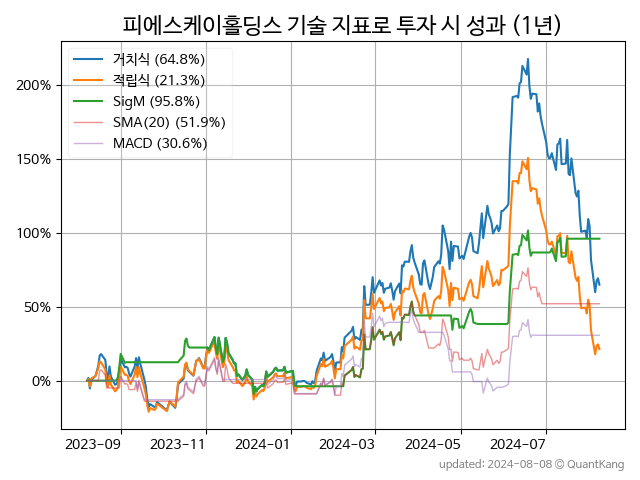 피에스케이홀딩스 기술 지표로 투자 시 성과 (1년)
거치식 (64.8%)
적립식 (21.3%)
SigM (95.8%)
SMA(20) (51.9%)
MACD (30.6%)
200%
150%
100%
50%
0%
2023-09 2023-11 2024-01 2024-03 2024-05 2024-07
updated: 2024-08-08 © QuantKang